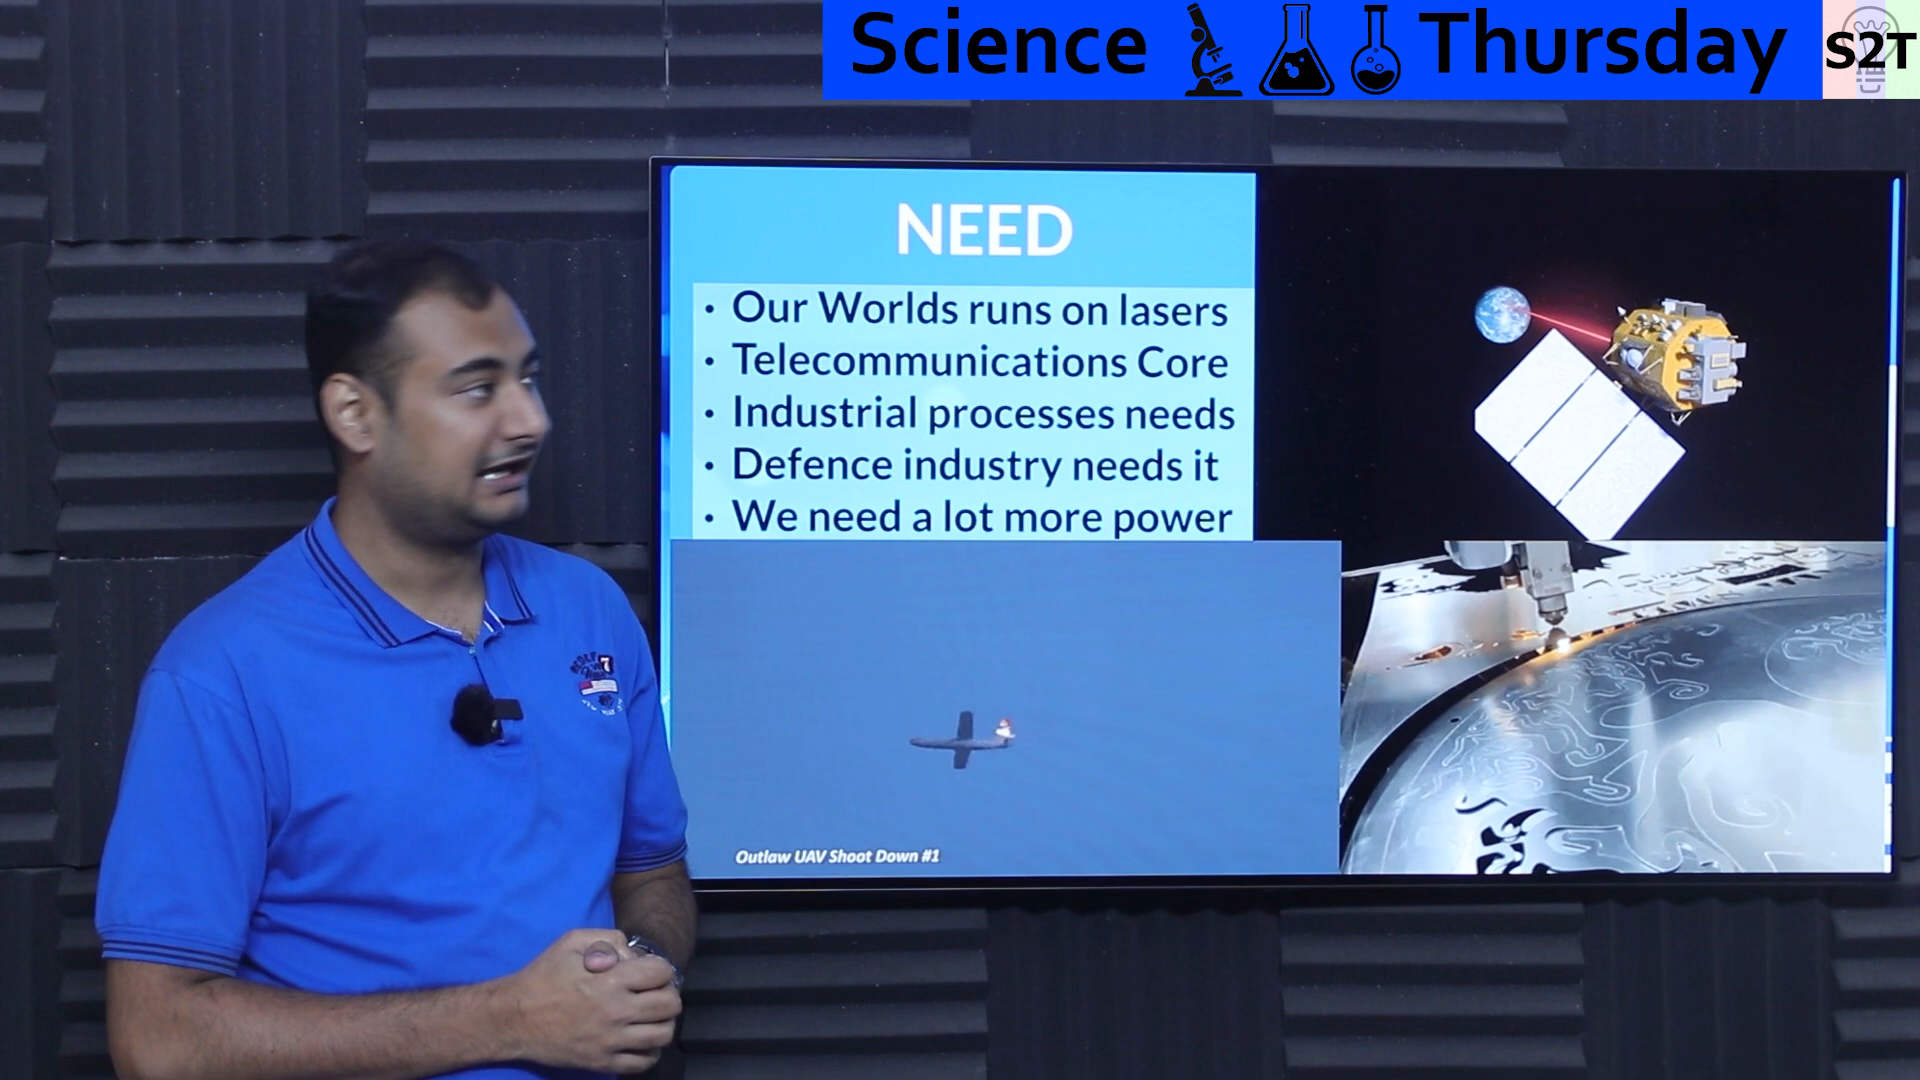 Science Thursday
S2T
NEED
• Our Worlds runs on lasers
• Telecommunications Core
• Industrial processes needs
• Defence industry needs it
• We need a lot more power
Outlaw UAV Shoot Down #1
7